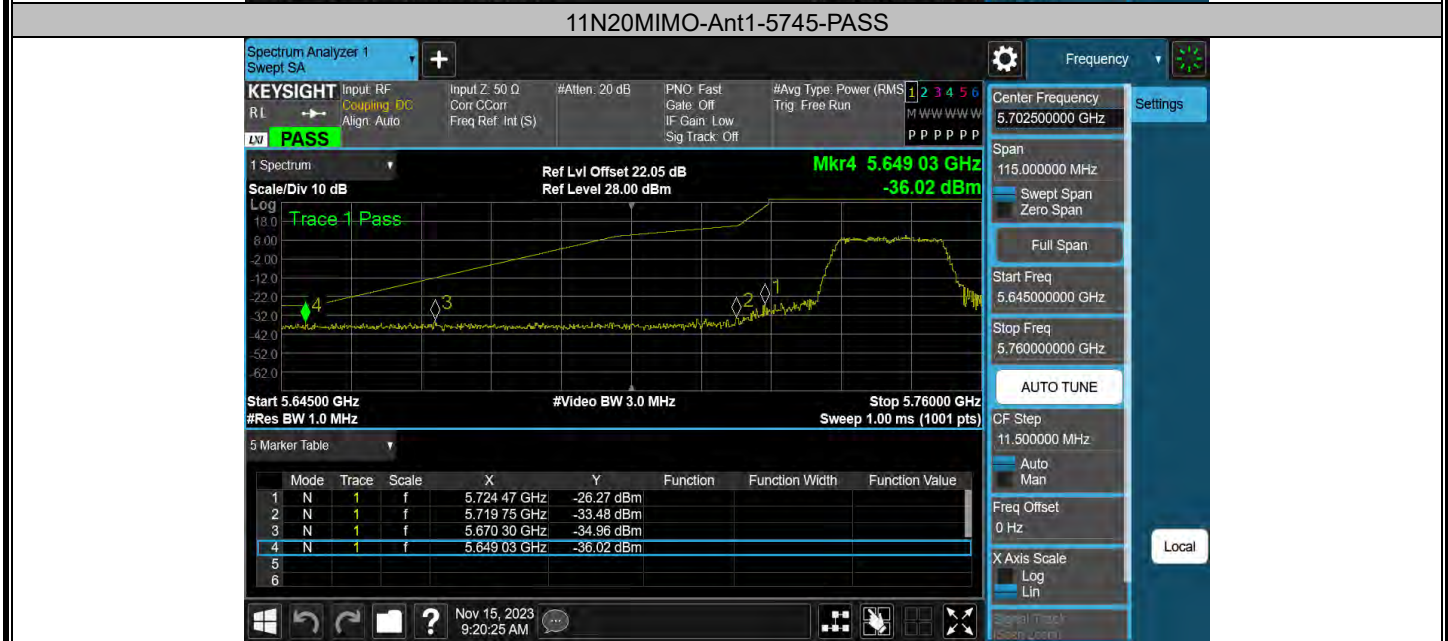 11N20MIMO-Ant1-5745-PASS
Spectrum Analyzer 1
Swept SA
+
Frequency
KEYSIGHT
RL
LXI PASS
Input: RF
Coupling: DC
Align: Auto
Input Z: 50 Ω
Corr CCorr
Freq Ref: Int (S)
#Atten: 20 dB
PNO: Fast
Gate: Off
IF Gain: Low
Sig Track: Off
#Avg Type: Power (RMS
Trig: Free Run
1 2 3 4 5 6
M W W W W W
P P P P P P
1 Spectrum
Scale/Div 10 dB
Ref Lvl Offset 22.05 dB
Ref Level 28.00 dBm
Mkr4 5.649 03 GHz
-36.02 dBm
Log
Trace 1 Pass
18.0
8.00
-2.00
-12.0
-22.0
-32.0
-42.0
-52.0
-62.0
4
3
2
1
Start 5.64500 GHz
#Res BW 1.0 MHz
#Video BW 3.0 MHz
Stop 5.76000 GHz
Sweep 1.00 ms (1001 pts)
5 Marker Table
Mode Trace Scale X Y Function Function Width Function Value
1 N 1 f 5.724 47 GHz -26.27 dBm
2 N 1 f 5.719 75 GHz -33.48 dBm
3 N 1 f 5.670 30 GHz -34.96 dBm
4 N 1 f 5.649 03 GHz -36.02 dBm
5
6
Center Frequency
5.702500000 GHz
Settings
Span
115.000000 MHz
Swept Span
Zero Span
Full Span
Start Freq
5.645000000 GHz
Stop Freq
5.760000000 GHz
AUTO TUNE
CF Step
11.500000 MHz
Auto
Man
Freq Offset
0 Hz
X Axis Scale
Log
Lin
Signal Track
(Span Zoom)
Local
?
Nov 15, 2023
9:20:25 AM